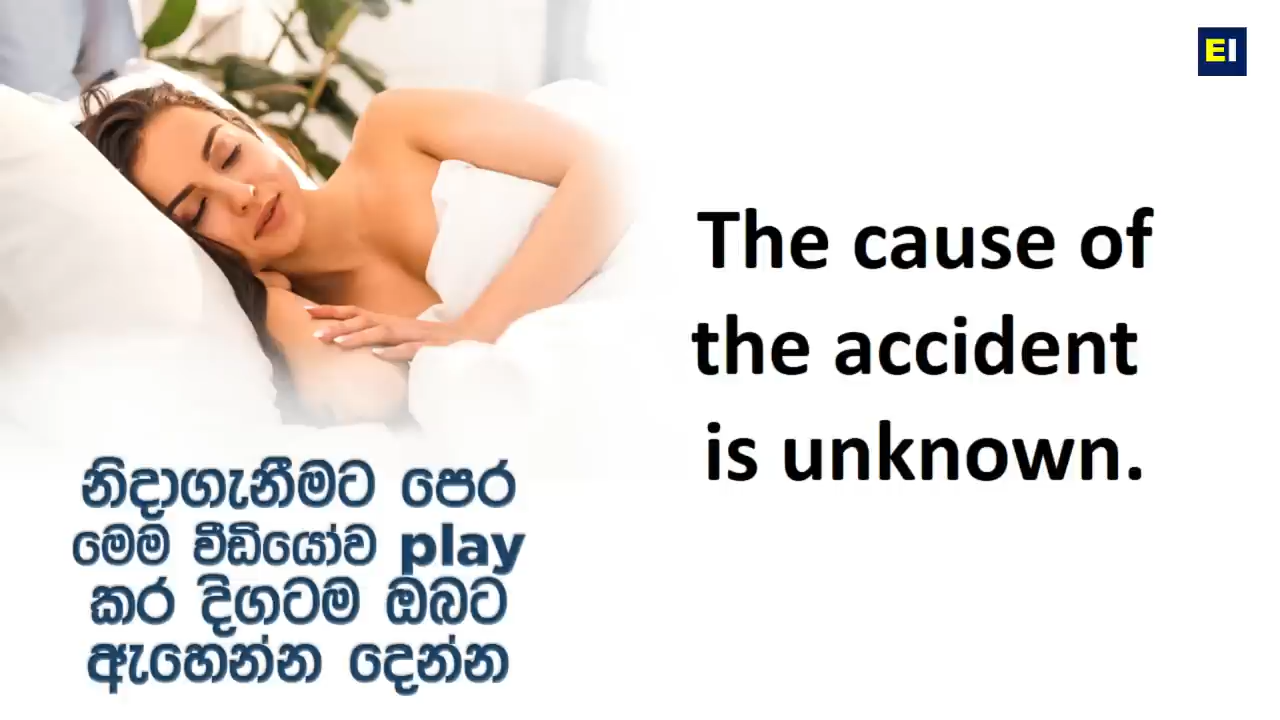 EI
The cause of
the accident
is unknown.
නිදාගැනීමට පෙර
මෙම වීඩියෝව play
කර දිගටම ඔබට
ඇහෙන්න දෙන්න